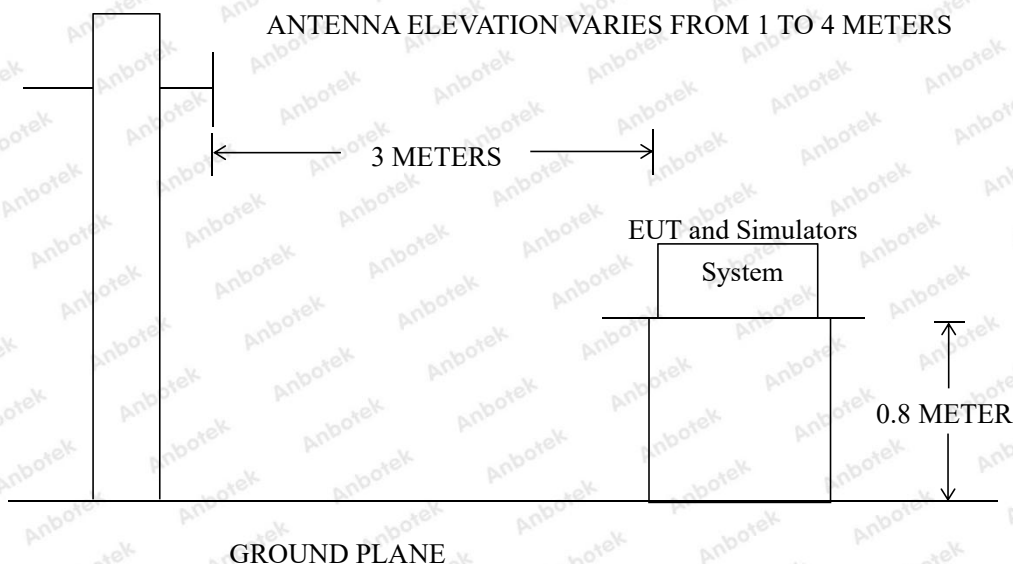 ANTENNA ELEVATION VARIES FROM 1 TO 4 METERS
3 METERS
EUT and Simulators
System
0.8 METER
GROUND PLANE
Anbotek